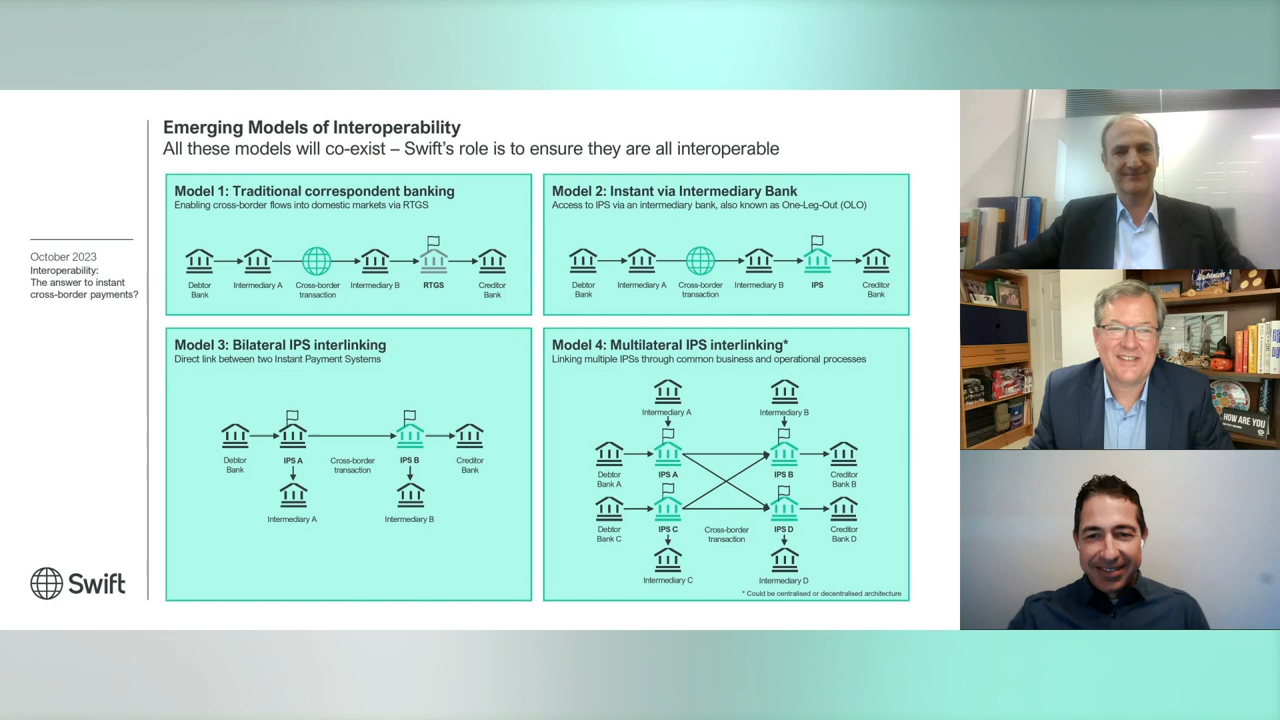 Emerging Models of Interoperability
All these models will co-exist – Swift's role is to ensure they are all interoperable
October 2023
Interoperability:
The answer to instant
cross-border payments?
Swift
Model 1: Traditional correspondent banking
Enabling cross-border flows into domestic markets via RTGS
Debtor
Bank
Intermediary A
Cross-border
transaction
Intermediary B
RTGS
Creditor
Bank
Model 2: Instant via Intermediary Bank
Access to IPS via an intermediary bank, also known as One-Leg-Out (OLO)
Debtor
Bank
Intermediary A
Cross-border
transaction
Intermediary B
IPS
Creditor
Bank
Model 3: Bilateral IPS interlinking
Direct link between two Instant Payment Systems
Debtor
Bank
IPS A
Cross-border
transaction
IPS B
Creditor
Bank
Intermediary A
Intermediary B
Model 4: Multilateral IPS interlinking*
Linking multiple IPSs through common business and operational processes
Intermediary A
Intermediary B
Debtor
Bank A
IPS A
IPS B
Creditor
Bank B
Debtor
Bank C
IPS C
Cross-border
transaction
IPS D
Creditor
Bank D
Intermediary C
Intermediary D
* Could be centralised or decentralised architecture
HOW ARE YOU